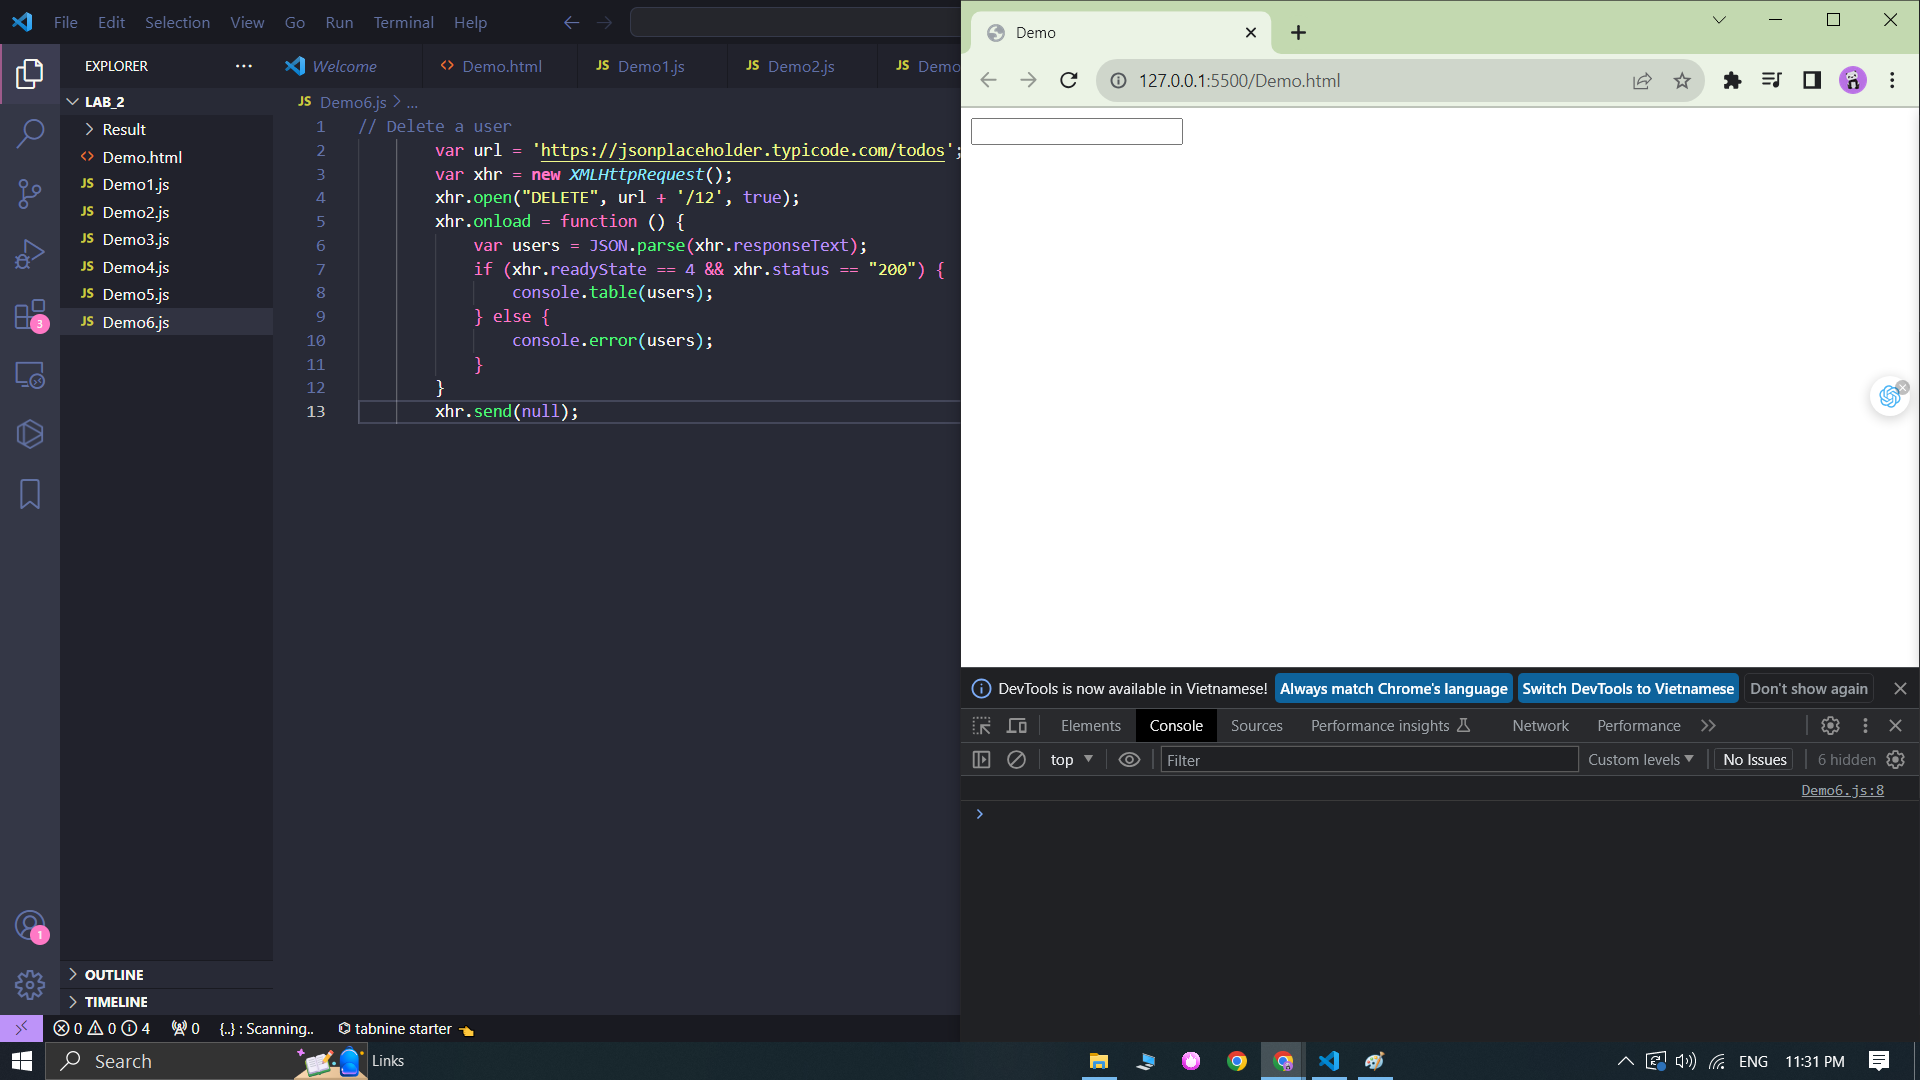 File Edit Selection View Go Run Terminal Help
EXPLORER
Welcome
Demo.html
JS Demo1.js
JS Demo2.js
JS Demo
LAB_2
Result
Demo.html
JS Demo1.js
JS Demo2.js
JS Demo3.js
JS Demo4.js
JS Demo5.js
JS Demo6.js
3
1
OUTLINE
TIMELINE
JS Demo6.js > ...
1 // Delete a user
2 var url = 'https://jsonplaceholder.typicode.com/todos';
3 var xhr = new XMLHttpRequest();
4 xhr.open("DELETE", url + '/12', true);
5 xhr.onload = function () {
6 var users = JSON.parse(xhr.responseText);
7 if (xhr.readyState == 4 && xhr.status == "200") {
8 console.table(users);
9 } else {
10 console.error(users);
11 }
12 }
13 xhr.send(null);
0 0 4 0 {..} : Scanning.. tabnine starter
Demo
127.0.0.1:5500/Demo.html
DevTools is now available in Vietnamese! Always match Chrome's language Switch DevTools to Vietnamese Don't show again
Elements Console Sources Performance insights Network Performance
top Filter Custom levels No Issues 6 hidden
Demo6.js:8
Search Links ENG 11:31 PM